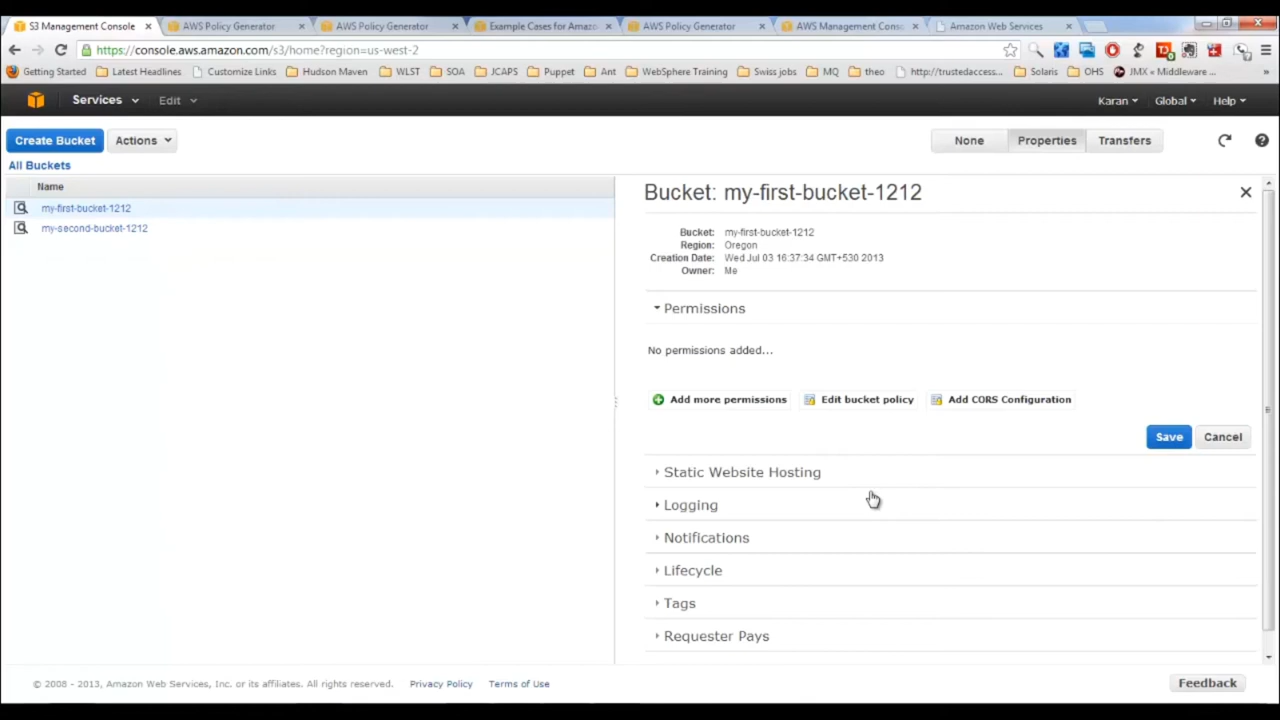 S3 Management Console
AWS Policy Generator
AWS Policy Generator
Example Cases for Amazo
AWS Policy Generator
AWS Management Conso
Amazon Web Services
https://console.aws.amazon.com/s3/home?region=us-west-2
Getting Started
Latest Headlines
Customize Links
Hudson Maven
WLST
SOA
JCAPS
Puppet
Ant
WebSphere Training
Swiss jobs
MQ
theo
http://trustedaccess...
Solaris
OHS
JMX « Middleware ...
»
Services
Edit
Karan
Global
Help
Create Bucket
Actions
None
Properties
Transfers
All Buckets
Name
my-first-bucket-1212
my-second-bucket-1212
Bucket: my-first-bucket-1212
Bucket: my-first-bucket-1212
Region: Oregon
Creation Date: Wed Jul 03 16:37:34 GMT+530 2013
Owner: Me
Permissions
No permissions added...
Add more permissions
Edit bucket policy
Add CORS Configuration
Save
Cancel
Static Website Hosting
Logging
Notifications
Lifecycle
Tags
Requester Pays
© 2008 - 2013, Amazon Web Services, Inc. or its affiliates. All rights reserved.
Privacy Policy
Terms of Use
Feedback